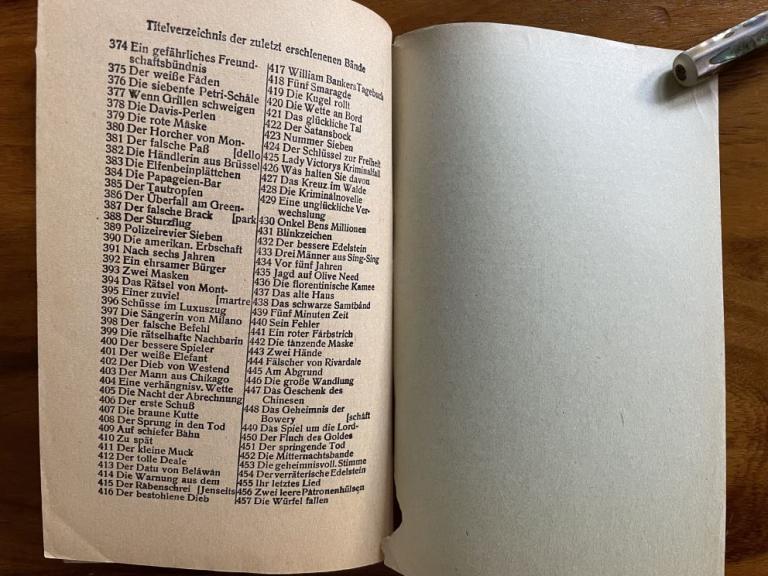 Titelverzeichnis der zuletzt erschienenen Bände
374 Ein gefährliches Freund-
schaftsbündnis
375 Der weiße Faden
376 Die siebente Petri-Schale
377 Wenn Grillen schweigen
378 Die Davis-Perlen
379 Die rote Maske
380 Der Horcher von Mon-
381 Der falsche Paß [dello
382 Die Händlerin aus Brüssel
383 Die Elfenbeinplättchen
384 Die Papageien-Bar
385 Der Tautropfen
386 Der Überfall am Green-
387 Der falsche Brack [park
388 Der Sturzflug
389 Polizeirevier Sieben
390 Die amerikan. Erbschaft
391 Nach sechs Jahren
392 Ein ehrsamer Bürger
393 Zwei Masken
394 Das Rätsel von Mont-
395 Einer zuviel [martre
396 Schüsse im Luxuszug
397 Die Sängerin von Milano
398 Der falsche Befehl
399 Die rätselhafte Nachbarin
400 Der bessere Spieler
401 Der weiße Elefant
402 Der Dieb von Westend
403 Der Mann aus Chikago
404 Eine verhängnisv. Wette
405 Die Nacht der Abrechnung
406 Der erste Schuß
407 Die braune Kutte
408 Der Sprung in den Tod
409 Auf schiefer Bahn
410 Zu spät
411 Der kleine Muck
412 Der tolle Deale
413 Der Datu von Belawan
414 Die Warnung aus dem
415 Der Rabenschrei [Jenseits
416 Der bestohlene Dieb
417 William Bankers Tagebuch
418 Fünf Smaragde
419 Die Kugel rollt
420 Die Wette an Bord
421 Das glückliche Tal
422 Der Satansbock
423 Nummer Sieben
424 Der Schlüssel zur Freiheit
425 Lady Victorys Kriminalfall
426 Was halten Sie davon
427 Das Kreuz im Walde
428 Die Kriminalnovelle
429 Eine unglückliche Ver-
wechslung
430 Onkel Bens Millionen
431 Blinkzeichen
432 Der bessere Edelstein
433 Drei Männer aus Sing-Sing
434 Vor fünf Jahren
435 Jagd auf Olive Need
436 Die florentinische Kamee
437 Das alte Haus
438 Das schwarze Samtband
439 Fünf Minuten Zeit
440 Sein Fehler
441 Ein roter Farbstrich
442 Die tanzende Maske
443 Zwei Hände
444 Fälscher von Rivardale
445 Am Abgrund
446 Die große Wandlung
447 Das Geschenk des
Chinesen
448 Das Geheimnis der
Bowery [schaft
449 Das Spiel um die Lord-
450 Der Fluch des Goldes
451 Der springende Tod
452 Die Mitternachtsbande
453 Die geheimnisvoll. Stimme
454 Der verräterische Edelstein
455 Ihr letztes Lied
456 Zwei leere Patronenhülsen
457 Die Würfel fallen